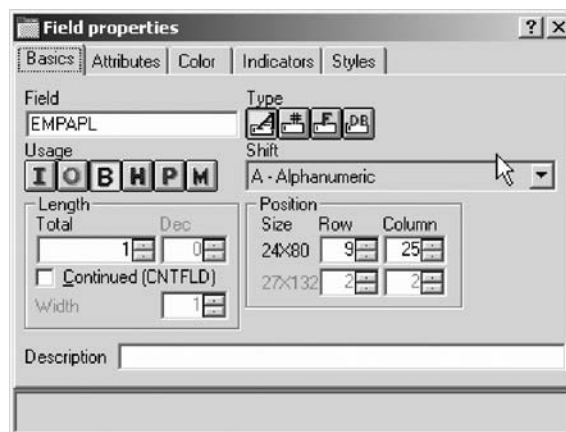 Field properties ? X
Basics Attributes Color Indicators Styles
Field Type
EMPAPL A # F DB
Usage Shift
I O B H P M A - Alphanumeric
Length Position
Total Dec Size Row Column
1 0 24X80 9 25
Continued (CNTFLD) 27X132 2 2
Width 1
Description